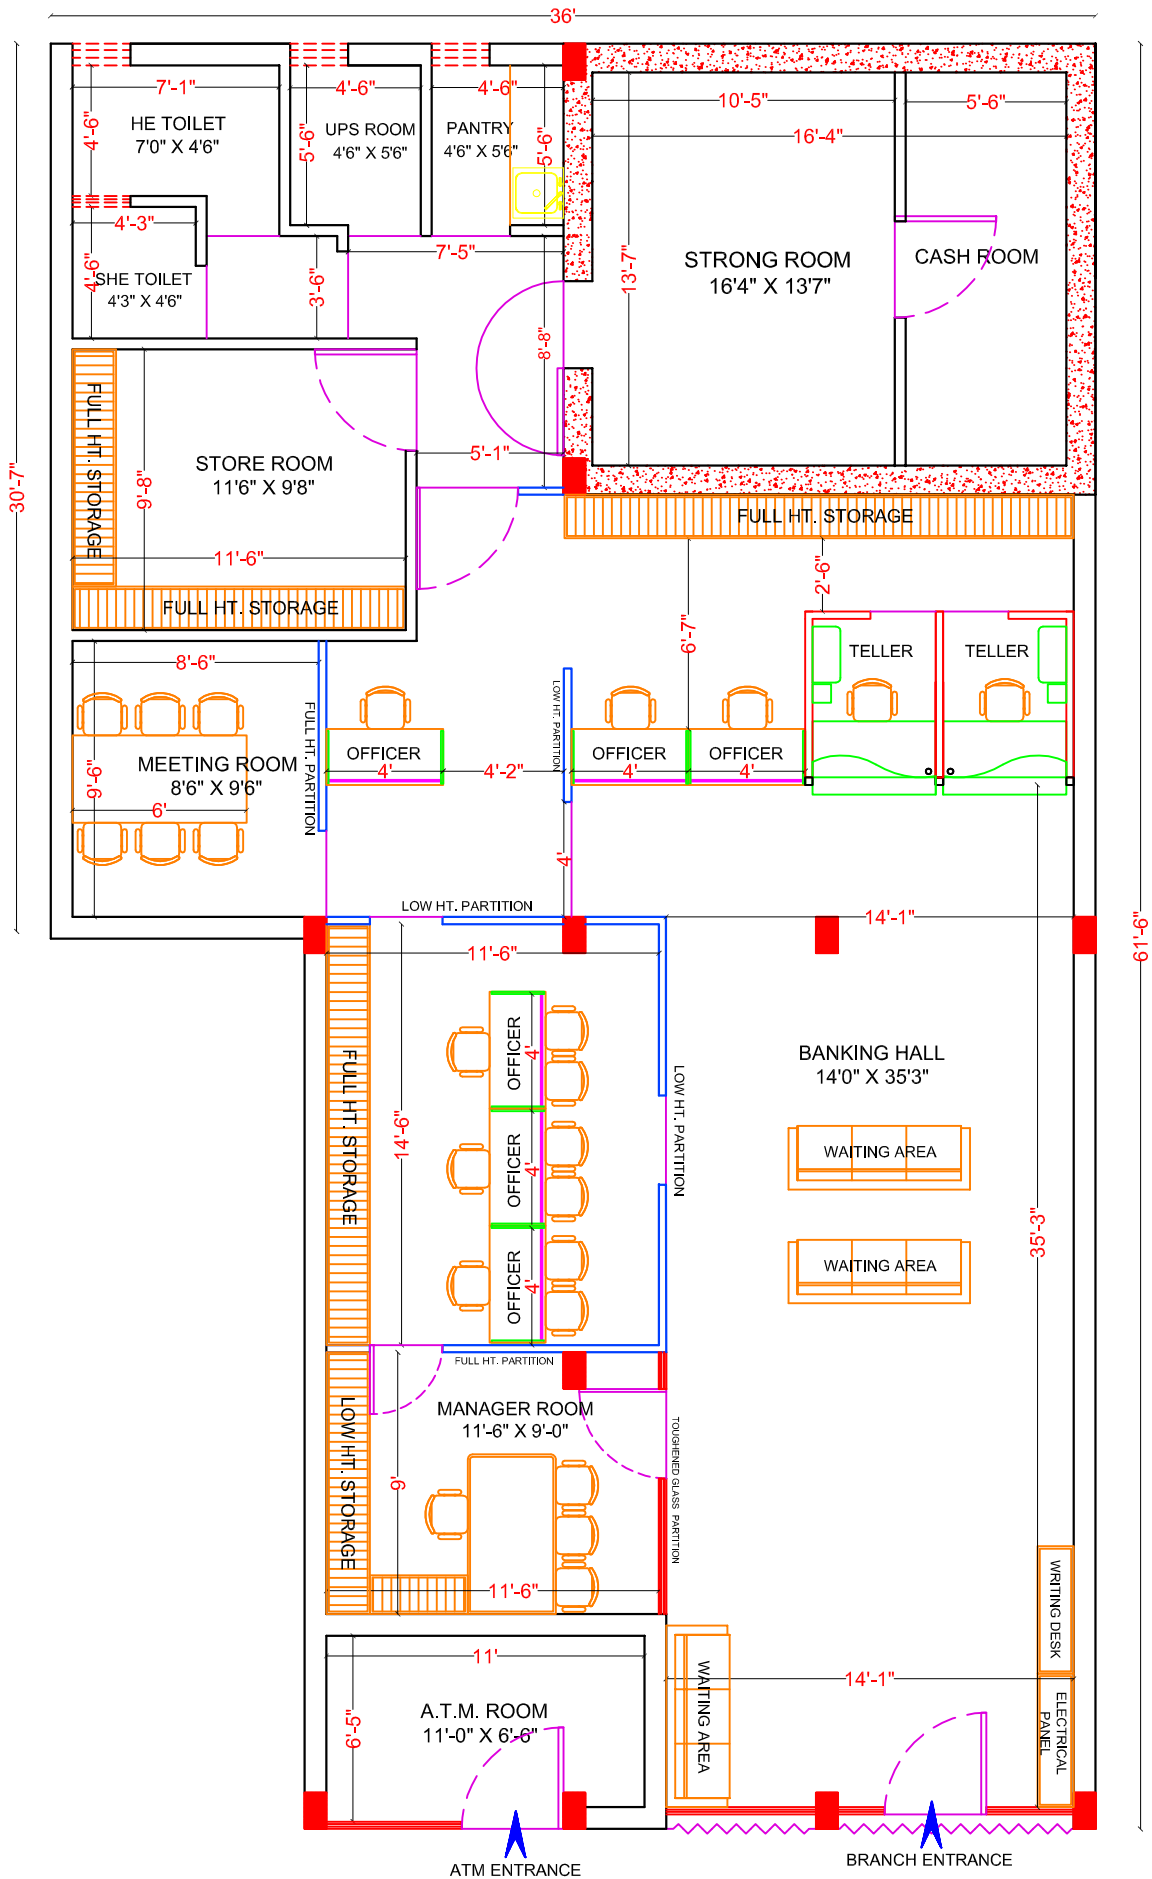 36'
7'-1"
4'-6"
4'-6"
HE TOILET
7'0" X 4'6"
4'-6"
UPS ROOM
4'6" X 5'6"
5'-6"
PANTRY
4'6" X 5'6"
5'-6"
10'-5"
5'-6"
16'-4"
4'-3"
SHE TOILET
4'3" X 4'6"
4'-6"
3'-6"
7'-5"
STRONG ROOM
16'4" X 13'7"
13'-7"
CASH ROOM
8'-8"
FULL HT. STORAGE
STORE ROOM
11'6" X 9'8"
9'-8"
11'-6"
FULL HT. STORAGE
5'-1"
30'-7"
FULL HT. STORAGE
2'-6"
6'-7"
TELLER
TELLER
8'-6"
MEETING ROOM
8'6" X 9'6"
9'-6"
6'
FULL HT. PARTITION
OFFICER
4'
4'-2"
LOW HT. PARTITION
OFFICER
4'
OFFICER
4'
4'
LOW HT. PARTITION
14'-1"
61'-6"
11'-6"
FULL HT. STORAGE
14'-6"
OFFICER
4'
OFFICER
4'
OFFICER
4'
LOW HT. PARTITION
BANKING HALL
14'0" X 35'3"
WAITING AREA
WAITING AREA
35'-3"
FULL HT. PARTITION
LOW HT. STORAGE
MANAGER ROOM
11'-6" X 9'-0"
9'
11'-6"
TOUGHENED GLASS PARTITION
WRITING DESK
11'
A.T.M. ROOM
11'-0" X 6'-6"
6'-5"
WAITING AREA
14'-1"
ELECTRICAL
PANEL
ATM ENTRANCE
BRANCH ENTRANCE